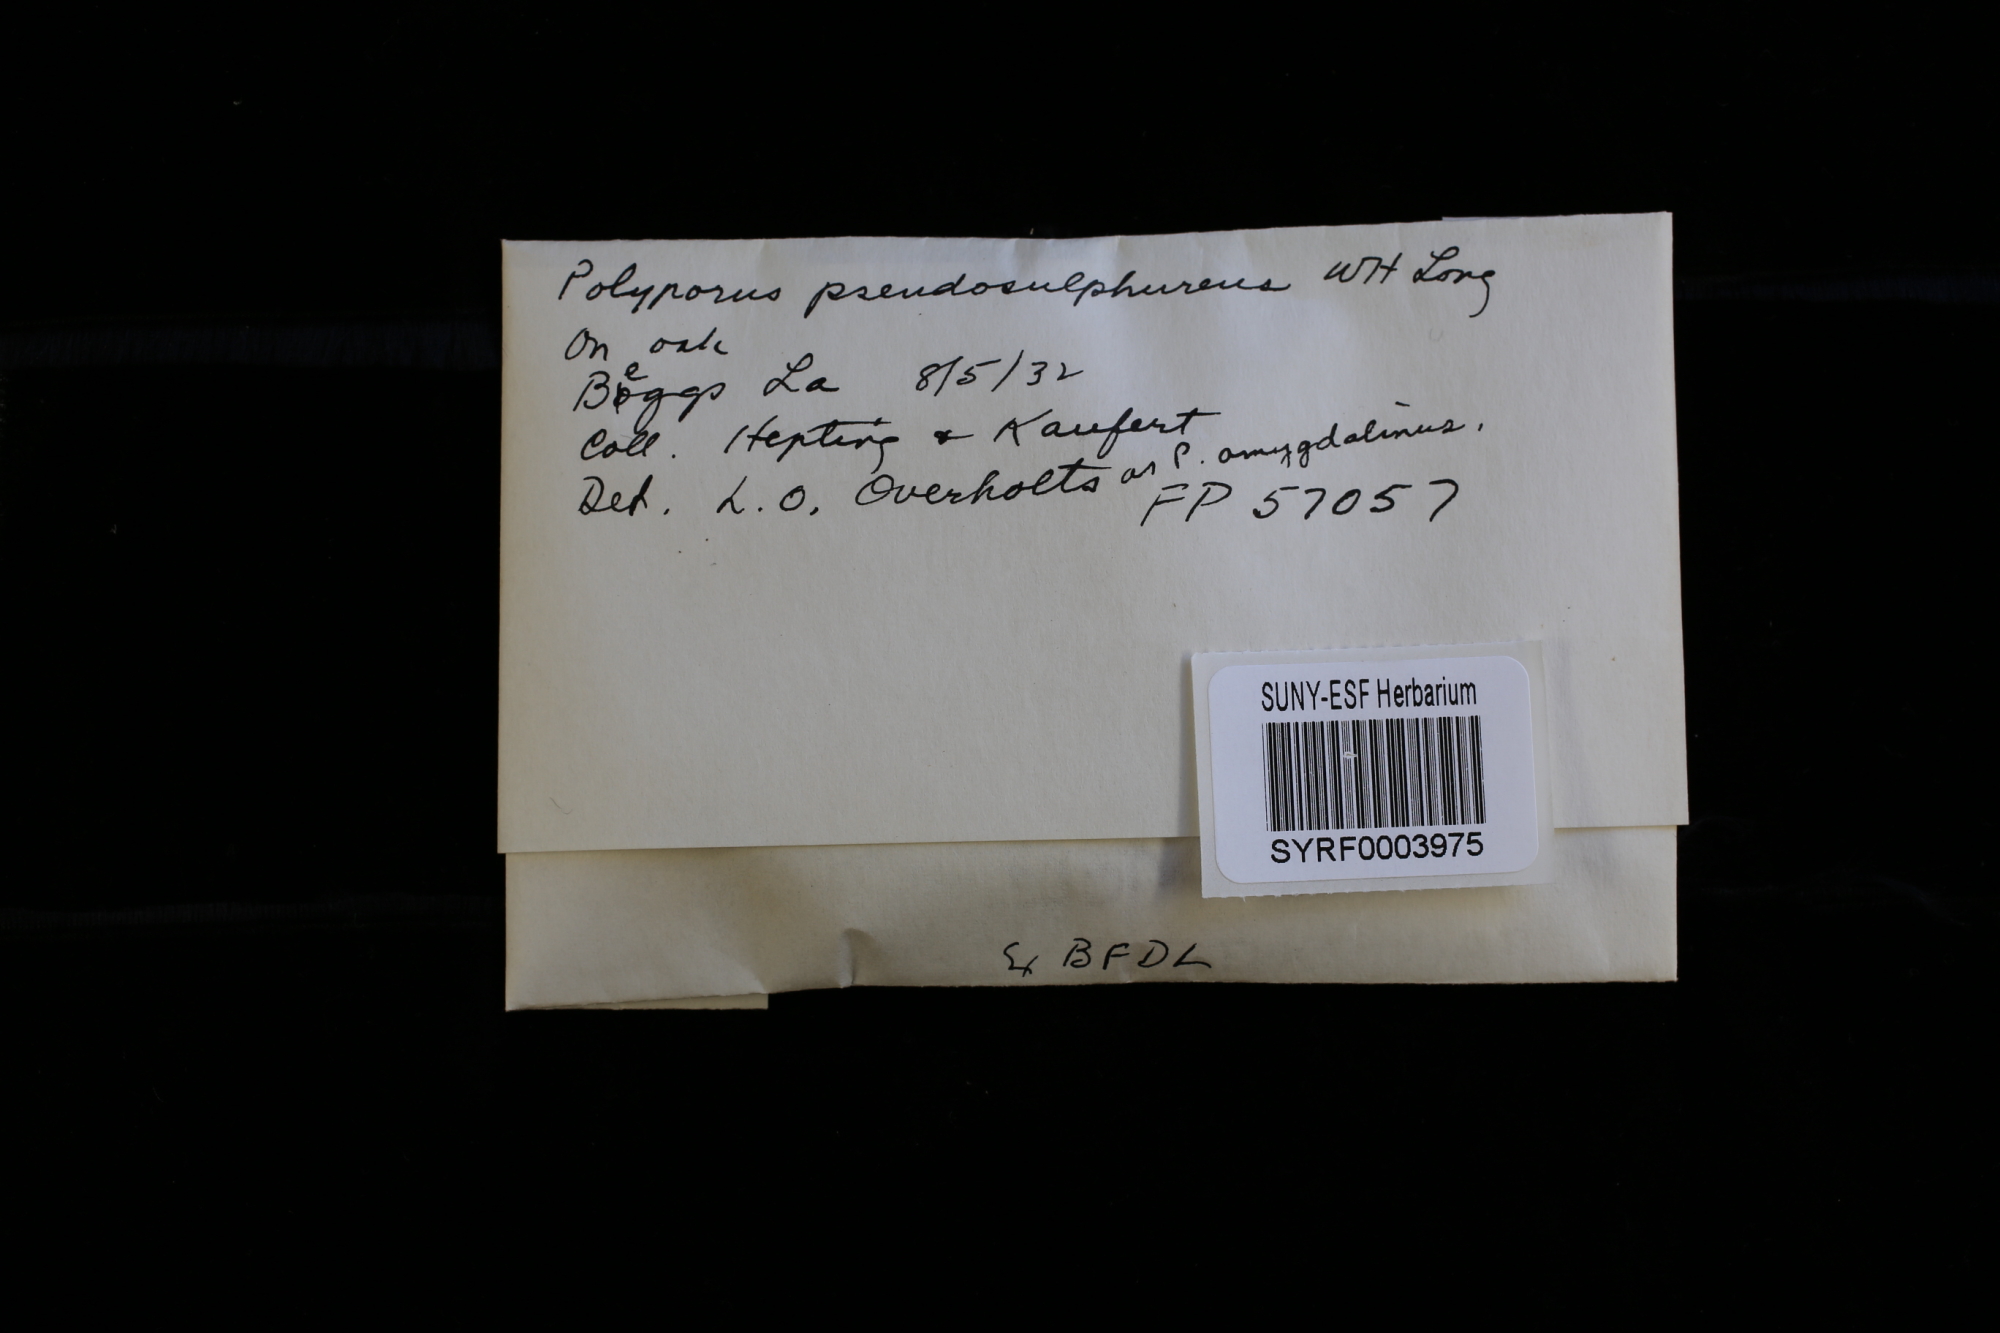 Polyporus pseudosulphureus WH Long
On oak
Beggs La 8/5/32
Coll. Hepting & Kaufert
Det. L.O. Overholts as P. amygdalinus.
FP 57057
SUNY-ESF Herbarium
SYRF0003975
Ex BFDL